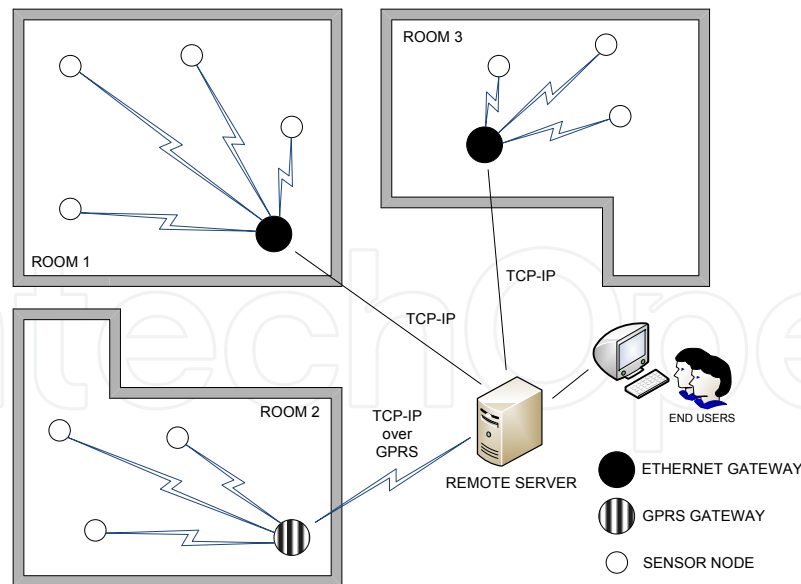 ROOM 1
ROOM 3
TCP-IP
TCP-IP
ROOM 2
TCP-IP
over
GPRS
REMOTE SERVER
END USERS
ETHERNET GATEWAY
GPRS GATEWAY
SENSOR NODE